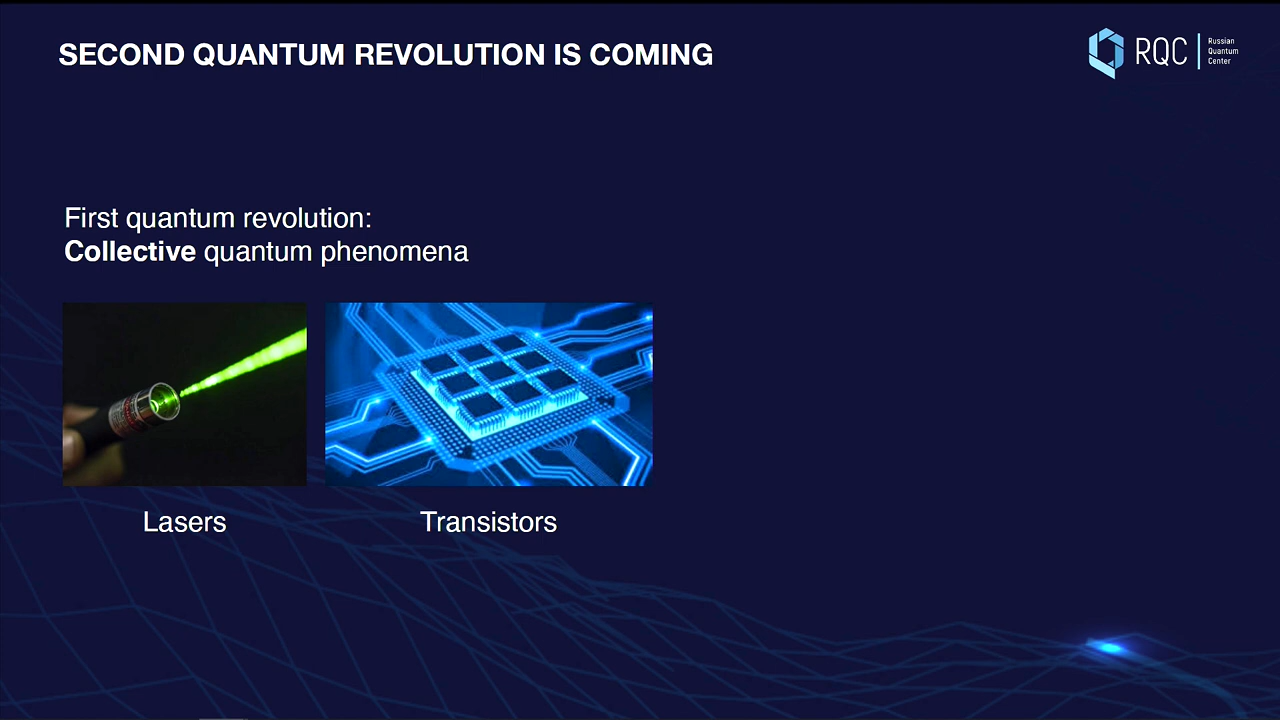 SECOND QUANTUM REVOLUTION IS COMING
RQC
Russian
Quantum
Center
First quantum revolution:
Collective quantum phenomena
Lasers
Transistors